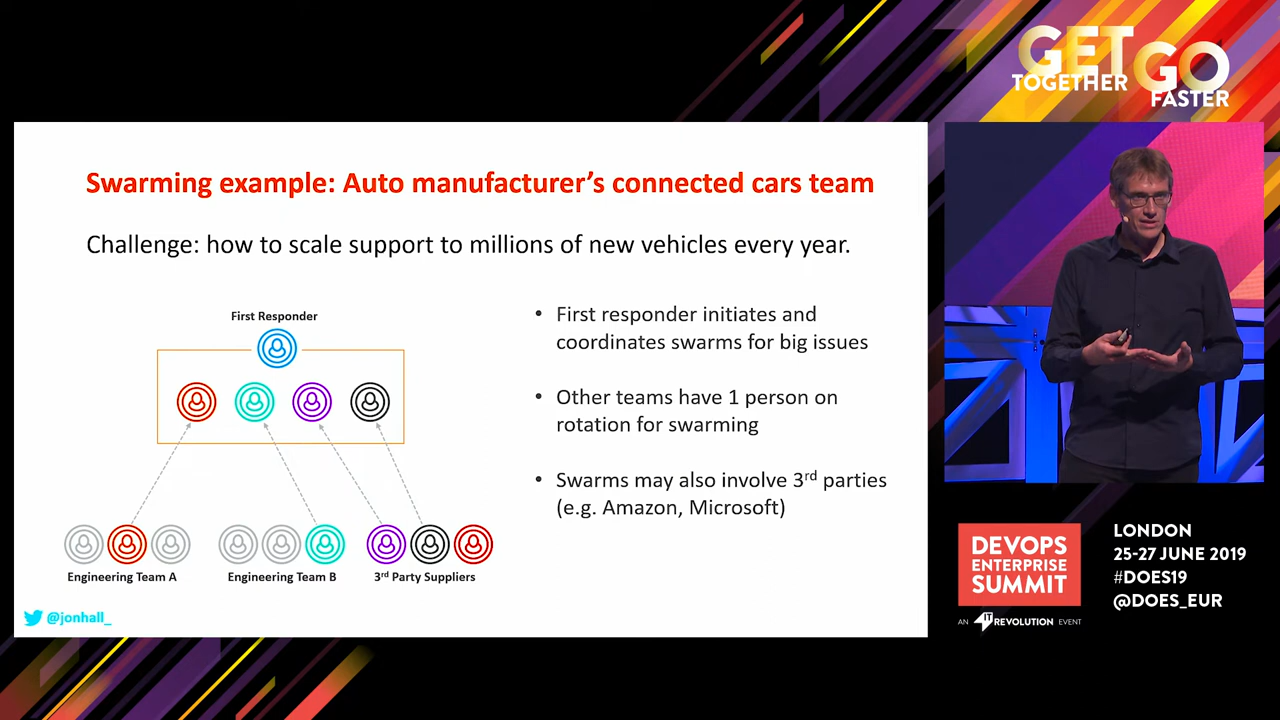 GET
TOGETHER
GO
FASTER
Swarming example: Auto manufacturer’s connected cars team
Challenge: how to scale support to millions of new vehicles every year.
First Responder
Engineering Team A
Engineering Team B
3rd Party Suppliers
• First responder initiates and
coordinates swarms for big issues
• Other teams have 1 person on
rotation for swarming
• Swarms may also involve 3rd parties
(e.g. Amazon, Microsoft)
@jonhall_
DEVOPS
ENTERPRISE
SUMMIT
AN IT REVOLUTION EVENT
LONDON
25-27 JUNE 2019
#DOES19
@DOES_EUR